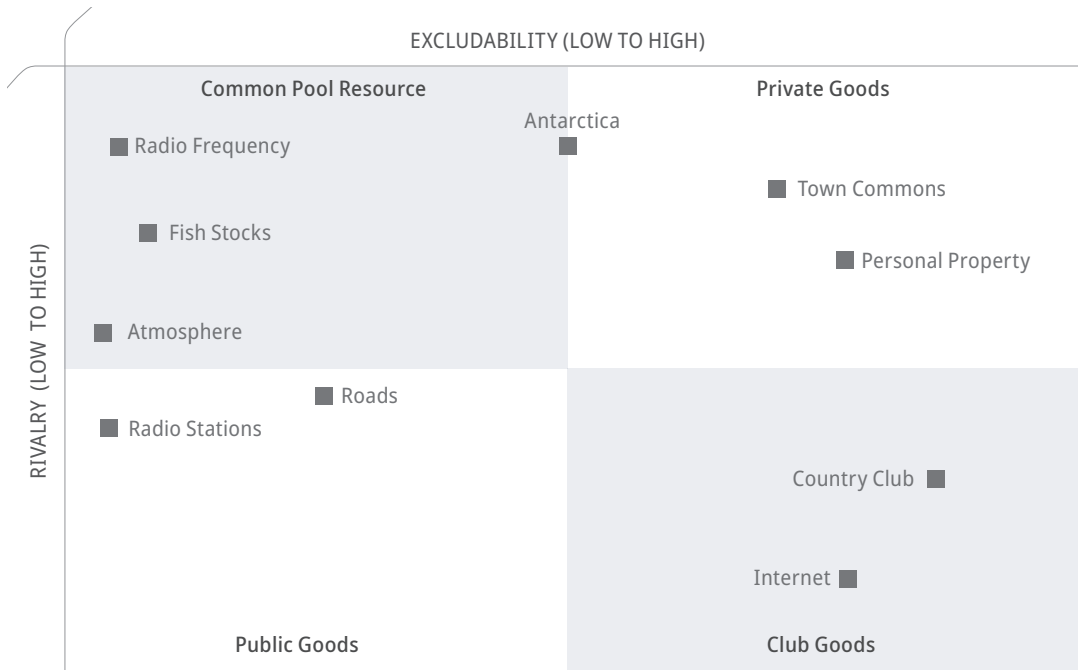 EXCLUDABILITY (LOW TO HIGH)
RIVALRY (LOW TO HIGH)
Common Pool Resource
Private Goods
Antarctica
Radio Frequency
Town Commons
Fish Stocks
Personal Property
Atmosphere
Roads
Radio Stations
Country Club
Internet
Public Goods
Club Goods